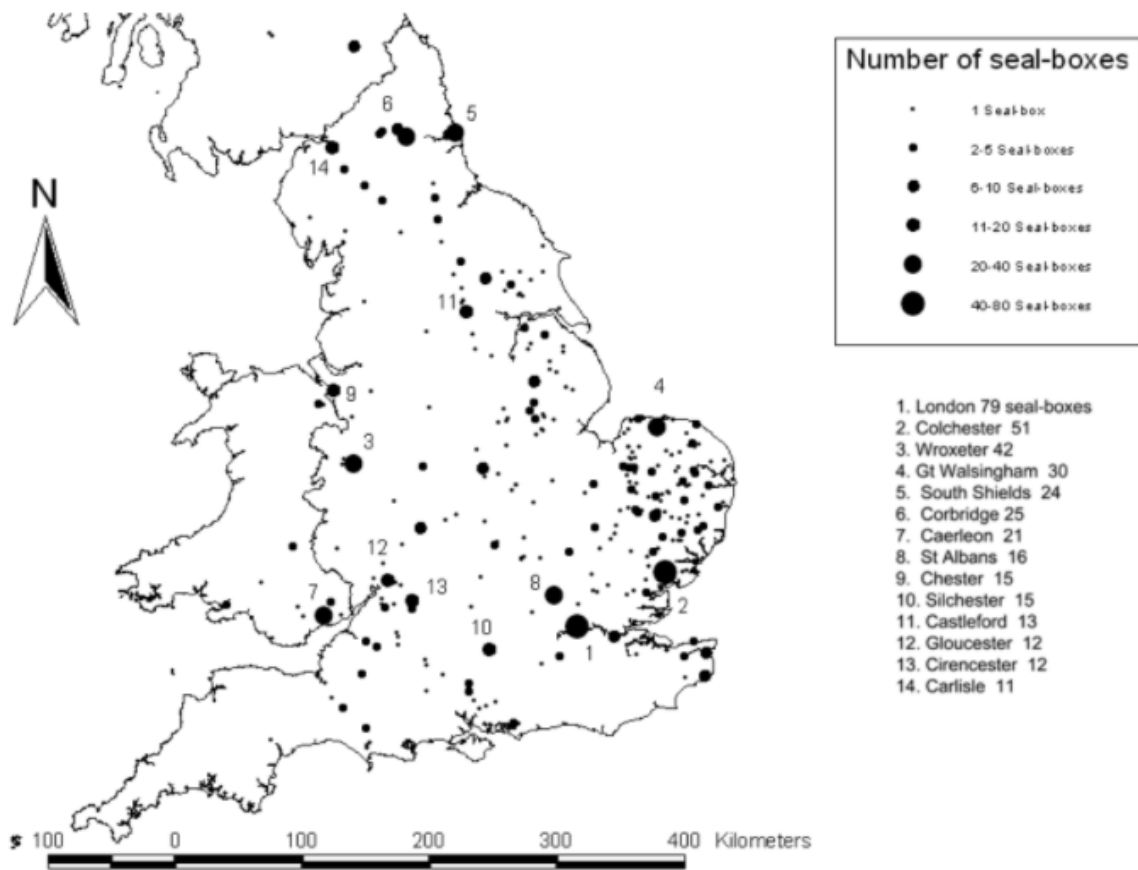 Number of seal-boxes
1 Seal-box
2-5 Seal-boxes
6-10 Seal-boxes
11-20 Seal-boxes
20-40 Seal-boxes
40-80 Seal-boxes
N
6
5
14
11
4
9
3
12
13
7
8
2
10
1
1. London 79 seal-boxes
2. Colchester 51
3. Wroxeter 42
4. Gt Walsingham 30
5. South Shields 24
6. Corbridge 25
7. Caerleon 21
8. St Albans 16
9. Chester 15
10. Silchester 15
11. Castleford 13
12. Gloucester 12
13. Cirencester 12
14. Carlisle 11
100 0 100 200 300 400 Kilometers